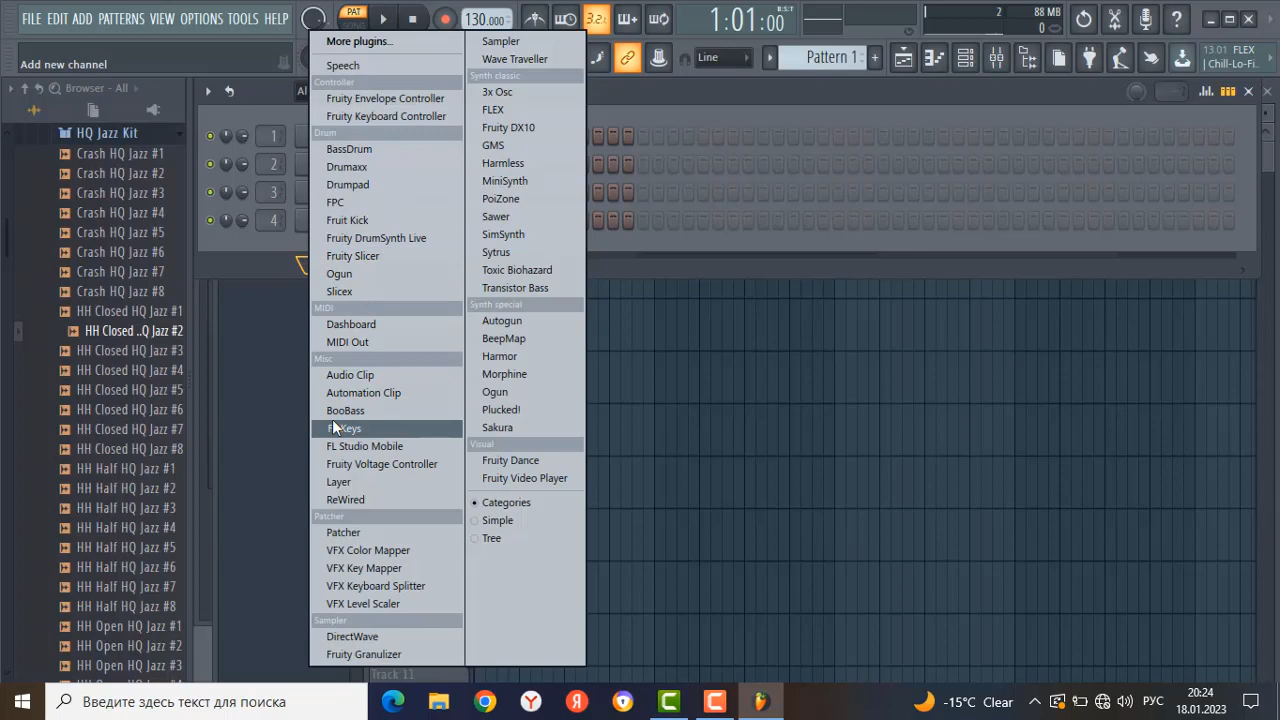 FILE EDIT ADD PATTERNS VIEW OPTIONS TOOLS HELP
PAT
130.000
3.2
1:01:00
B:S:T
2
88 MB
0
20:24
18.01.2023
Add new channel
Line
Pattern 1
13.01 FLEX
| Chill-Lo-Fi
Browser - All
HQ Jazz Kit
Crash HQ Jazz #1
Crash HQ Jazz #2
Crash HQ Jazz #3
Crash HQ Jazz #4
Crash HQ Jazz #5
Crash HQ Jazz #6
Crash HQ Jazz #7
Crash HQ Jazz #8
HH Closed HQ Jazz #1
HH Closed ..Q Jazz #2
HH Closed HQ Jazz #3
HH Closed HQ Jazz #4
HH Closed HQ Jazz #5
HH Closed HQ Jazz #6
HH Closed HQ Jazz #7
HH Closed HQ Jazz #8
HH Half HQ Jazz #1
HH Half HQ Jazz #2
HH Half HQ Jazz #3
HH Half HQ Jazz #4
HH Half HQ Jazz #5
HH Half HQ Jazz #6
HH Half HQ Jazz #7
HH Half HQ Jazz #8
HH Open HQ Jazz #1
HH Open HQ Jazz #2
HH Open HQ Jazz #3
1
2
3
4
More plugins...
Speech
Controller
Fruity Envelope Controller
Fruity Keyboard Controller
Drum
BassDrum
Drumaxx
Drumpad
FPC
Fruit Kick
Fruity DrumSynth Live
Fruity Slicer
Ogun
Slicex
MIDI
Dashboard
MIDI Out
Misc
Audio Clip
Automation Clip
BooBass
FL Studio Mobile
Fruity Voltage Controller
Layer
ReWired
Patcher
Patcher
VFX Color Mapper
VFX Key Mapper
VFX Keyboard Splitter
VFX Level Scaler
Sampler
DirectWave
Fruity Granulizer
Sampler
Wave Traveller
Synth classic
3x Osc
FLEX
Fruity DX10
GMS
Harmless
MiniSynth
PoiZone
Sawer
SimSynth
Sytrus
Toxic Biohazard
Transistor Bass
Synth special
Autogun
BeepMap
Harmor
Morphine
Ogun
Plucked!
Sakura
Visual
Fruity Dance
Fruity Video Player
Categories
Simple
Tree
Track 11
Введите здесь текст для поиска
-15°C Clear
РУС